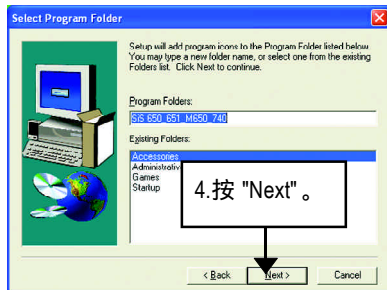 Select Program Folder
Setup will add program icons to the Program Folder listed below.
You may type a new folder name, or select one from the existing
Folders list. Click Next to continue.
Program Folders:
SiS 650_651_M650_740
Existing Folders:
Accessories
Administrativ
Games
Startup
4.按 "Next" 。
< Back
Next >
Cancel